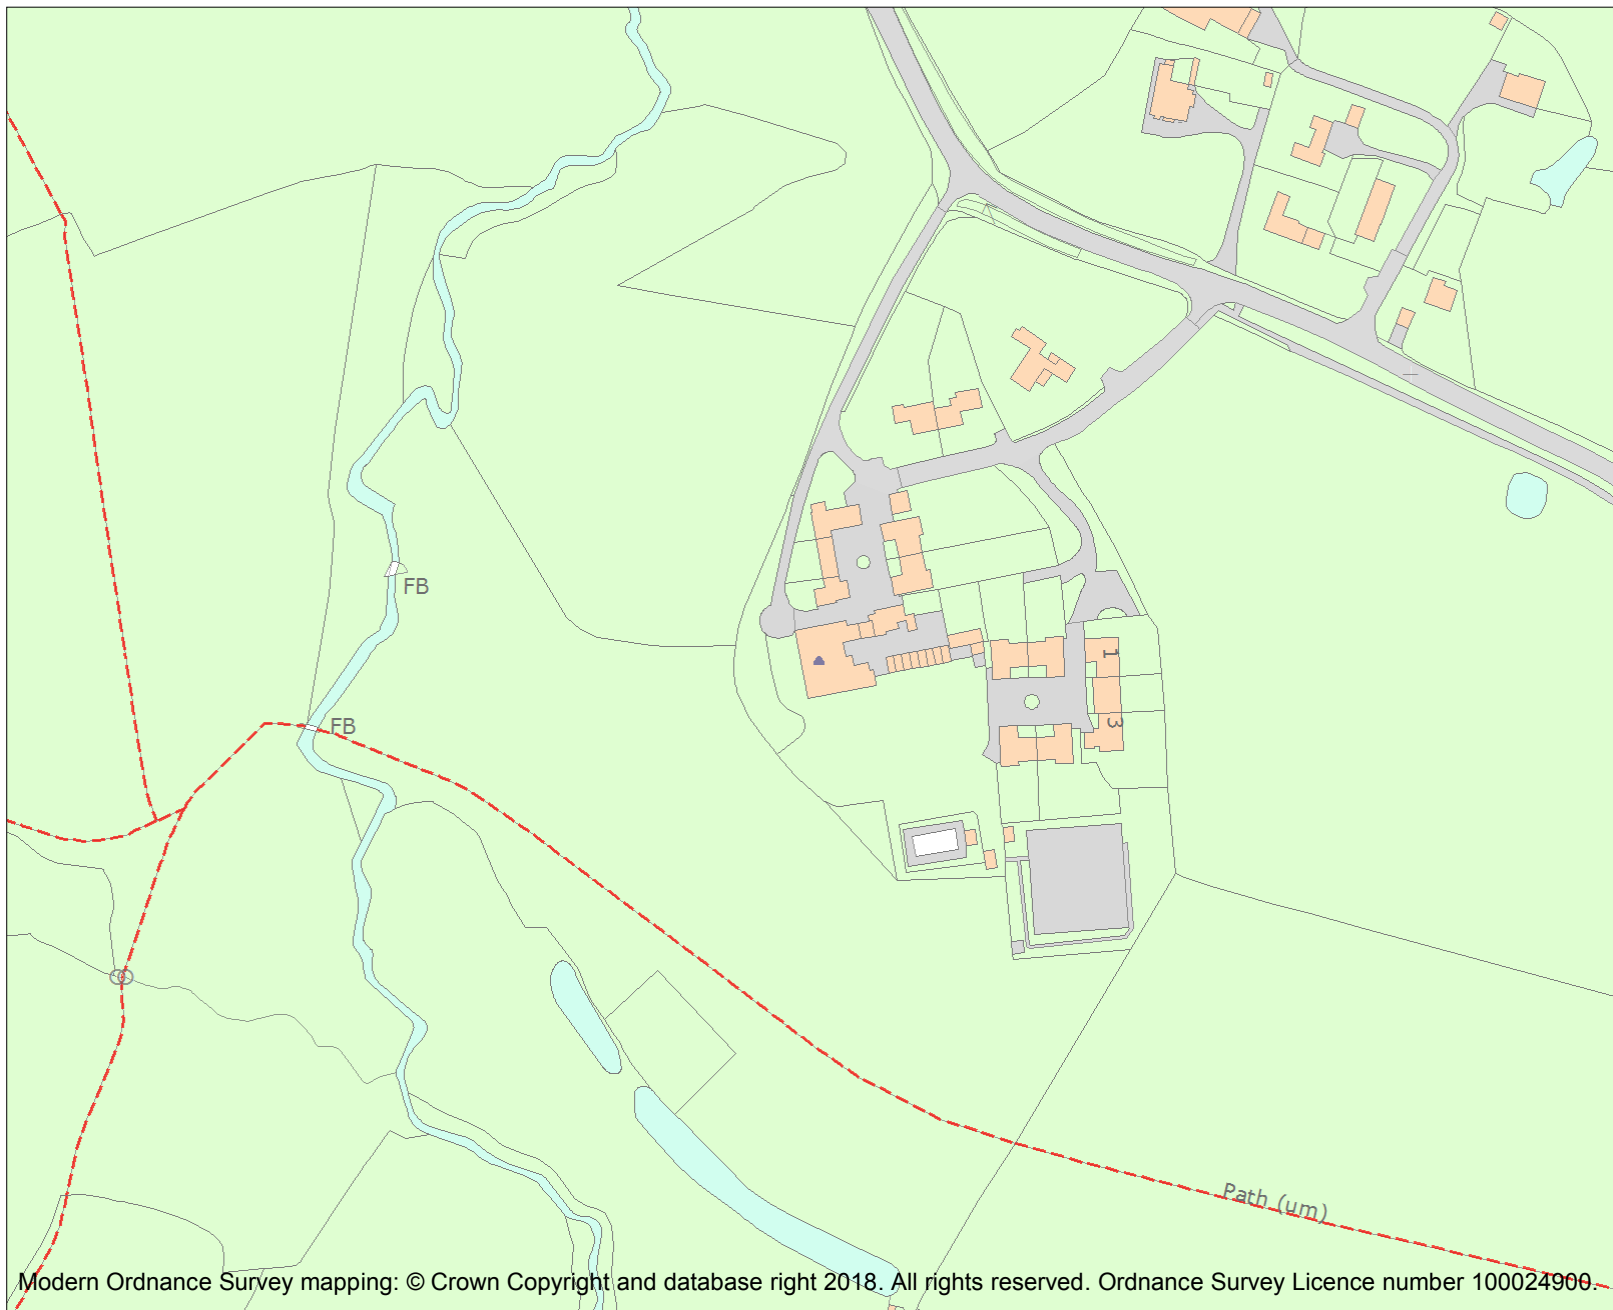 FB
1
3
FB
Path (um)
Modern Ordnance Survey mapping: © Crown Copyright and database right 2018. All rights reserved. Ordnance Survey Licence number 100024900.